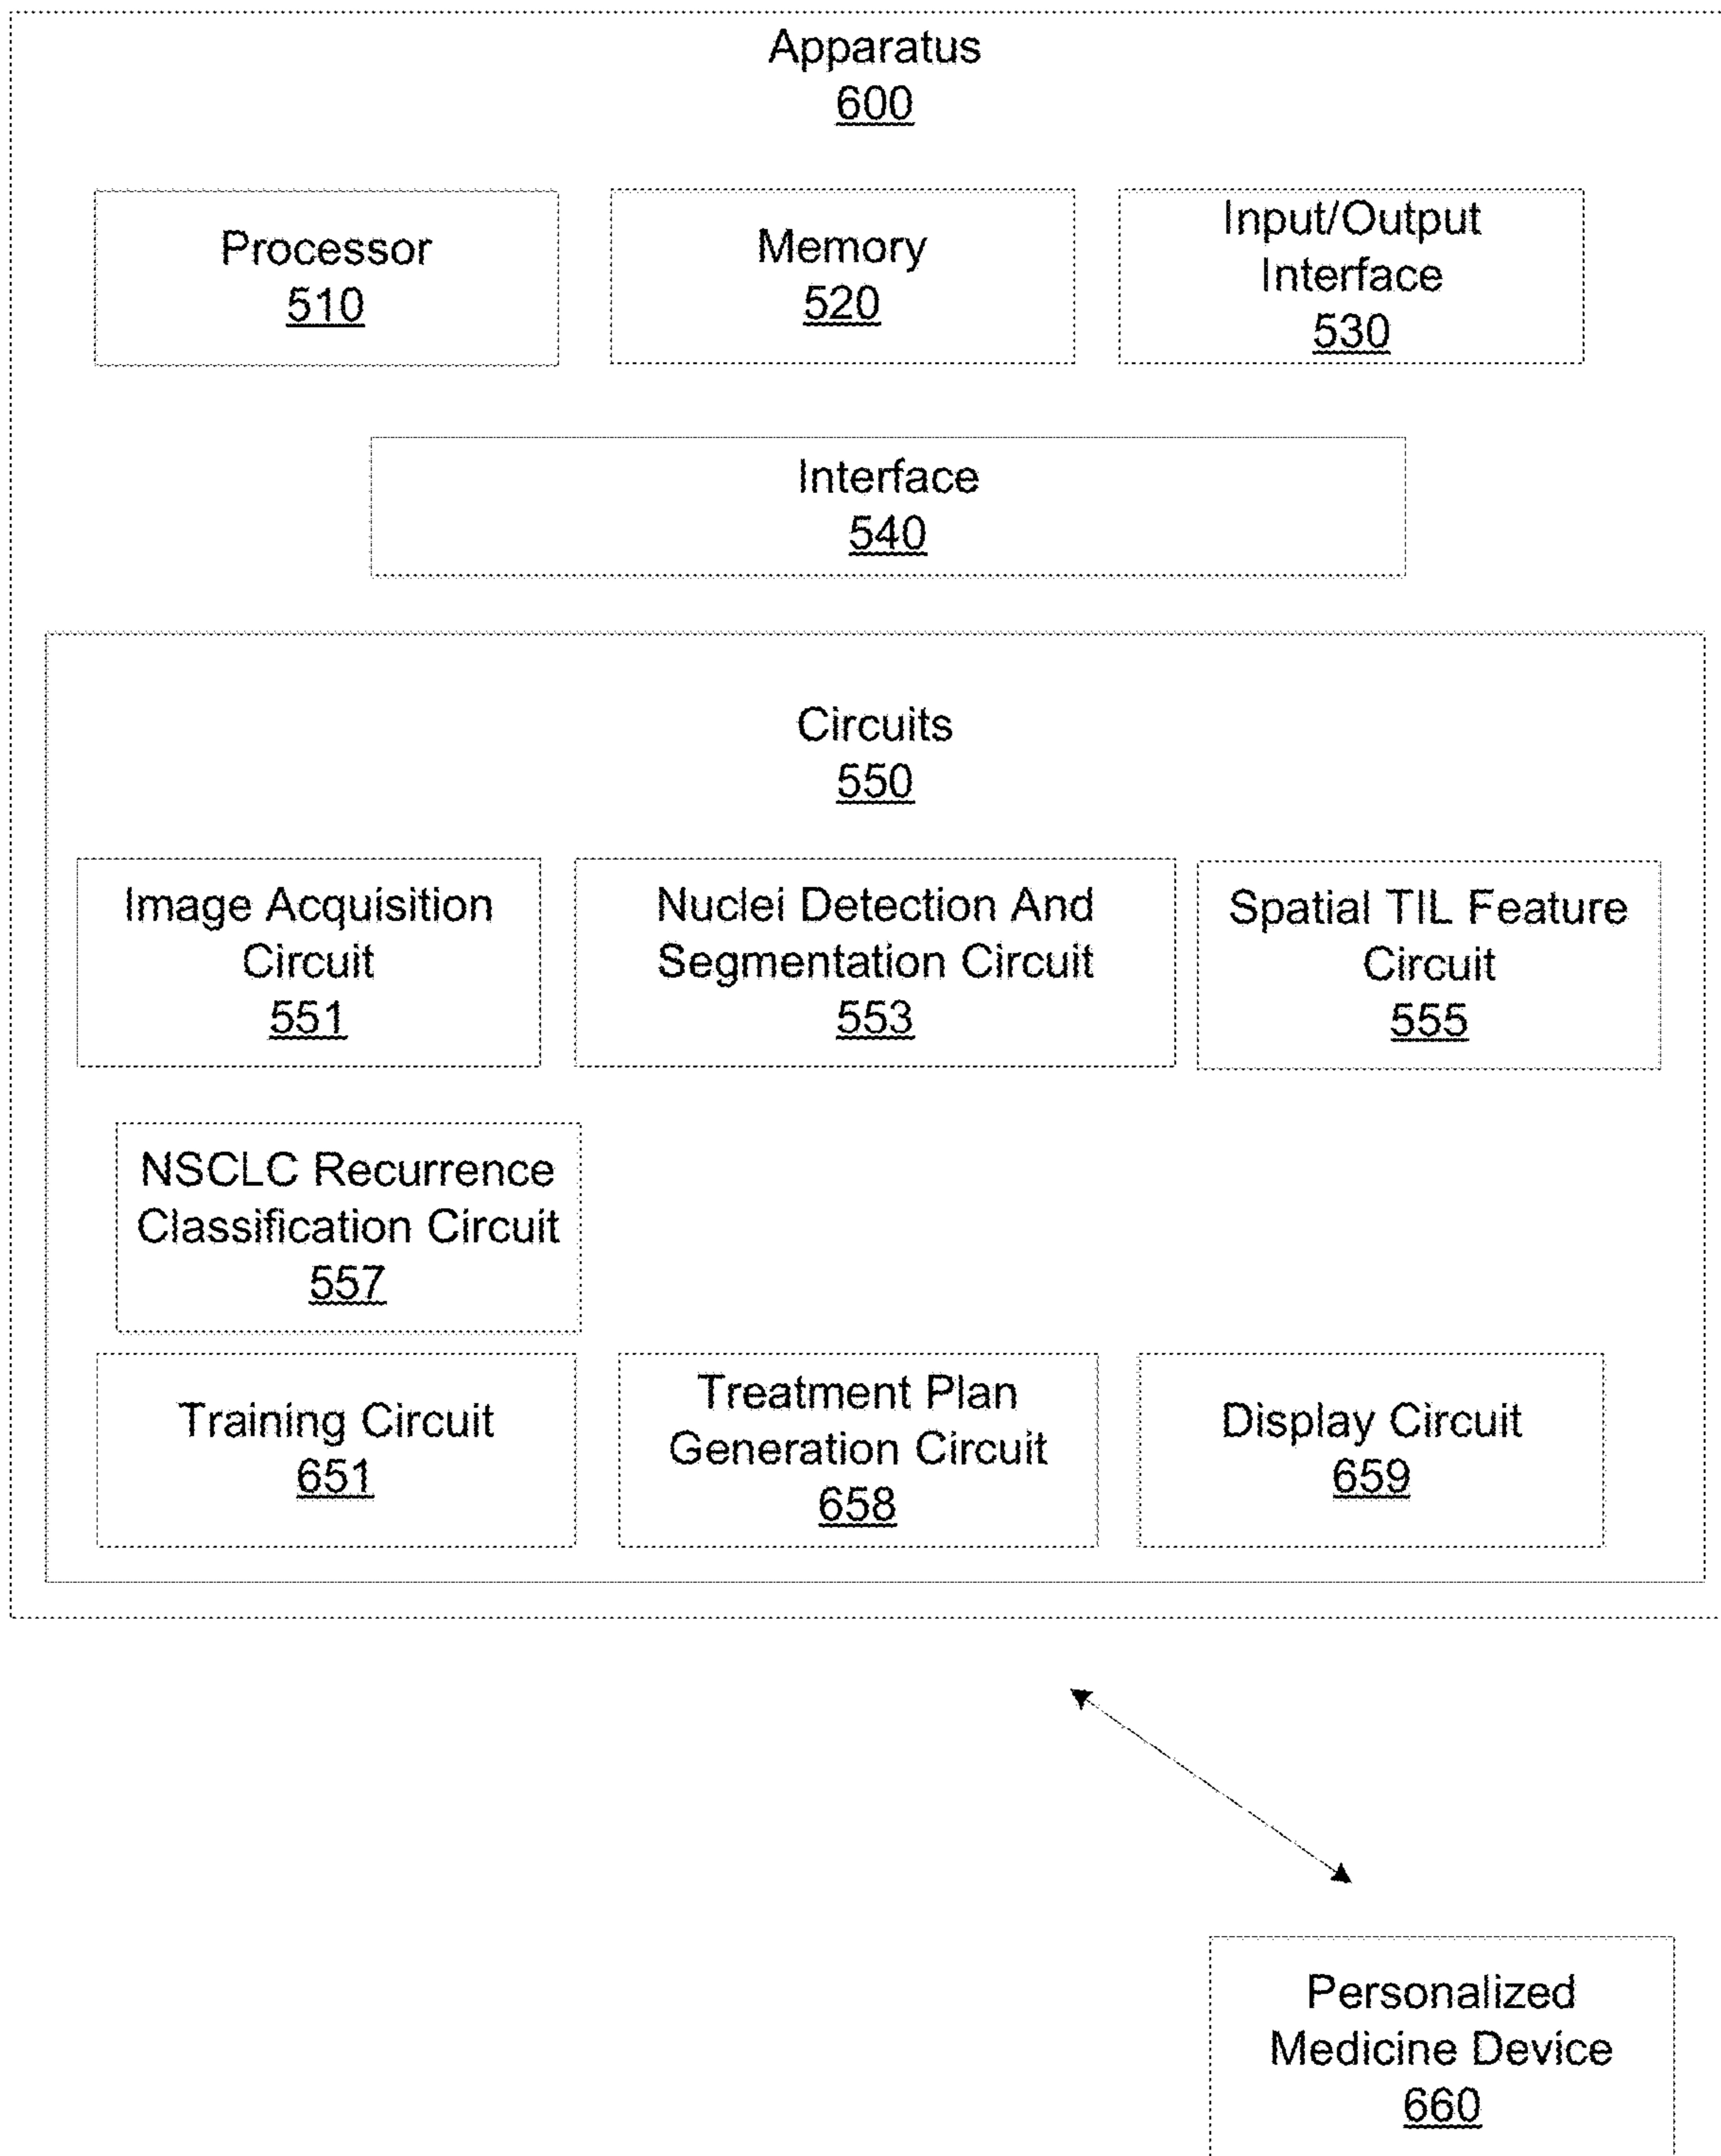 Apparatus
600
Processor
510
Memory
520
Input/Output
Interface
530
Interface
540
Circuits
550
Image Acquisition
Circuit
551
Nuclei Detection And
Segmentation Circuit
553
Spatial TIL Feature
Circuit
555
NSCLC Recurrence
Classification Circuit
557
Training Circuit
651
Treatment Plan
Generation Circuit
658
Display Circuit
659
Personalized
Medicine Device
660